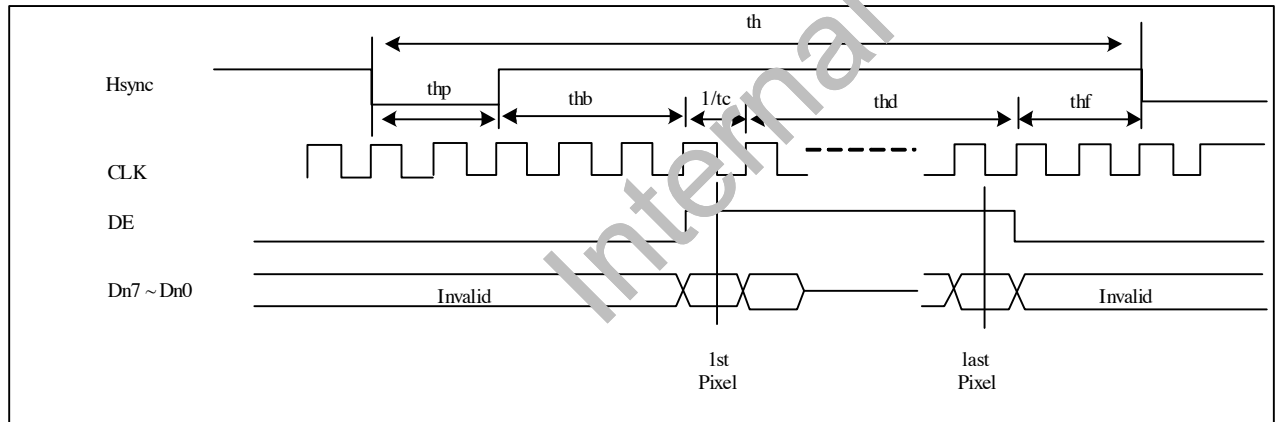 th
Hsync
thp
thb
1/tc
thd
thf
CLK
DE
Dn7 ~ Dn0
Invalid
Invalid
1st
Pixel
last
Pixel
Internal